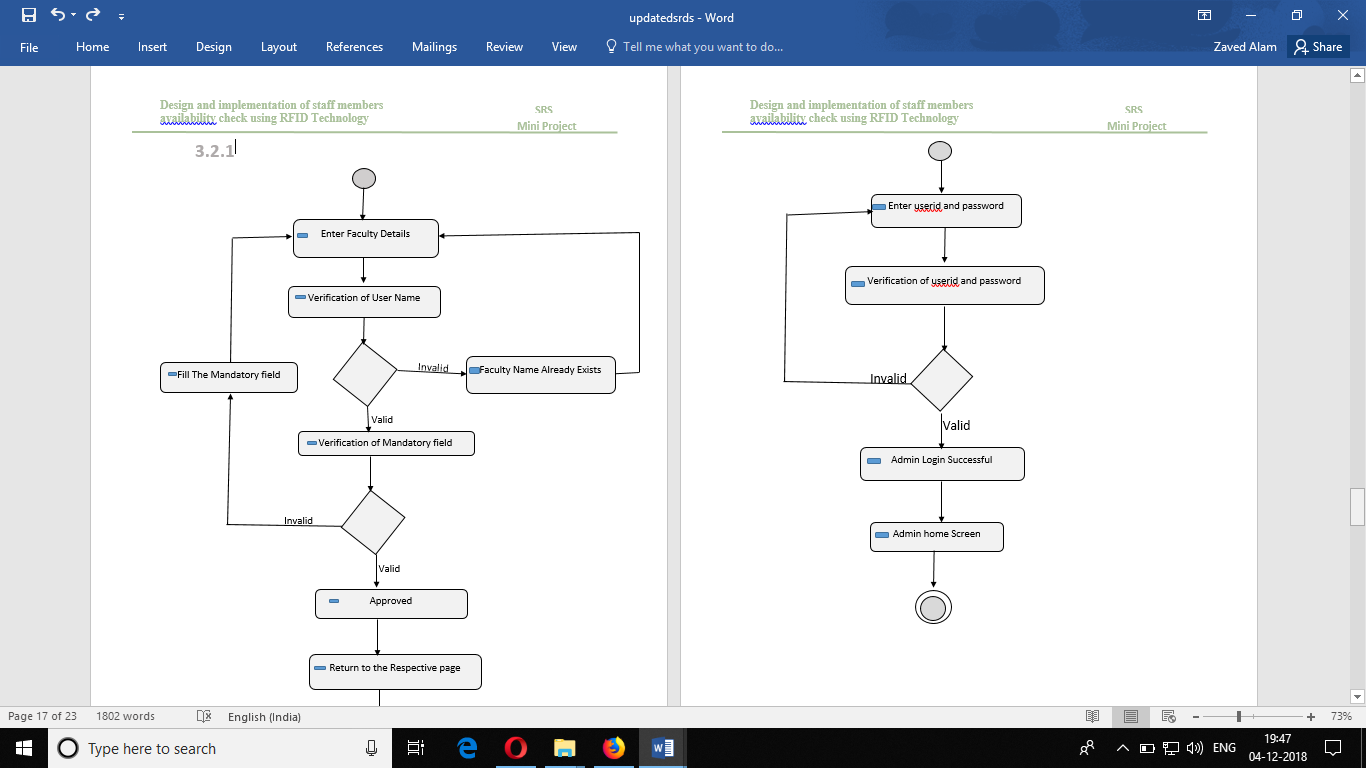 updatedsrds - Word
File Home Insert Design Layout References Mailings Review View Tell me what you want to do...
Zaved Alam Share
Design and implementation of staff members
availability check using RFID Technology
SRS
Mini Project
3.2.1
Enter Faculty Details
Verification of User Name
Invalid
Faculty Name Already Exists
Fill The Mandatory field
Valid
Verification of Mandatory field
Invalid
Valid
Approved
Return to the Respective page
Design and implementation of staff members
availability check using RFID Technology
SRS
Mini Project
Enter userid and password
Verification of userid and password
Invalid
Valid
Admin Login Successful
Admin home Screen
Page 17 of 23 1802 words English (India)
73%
Type here to search
ENG
19:47
04-12-2018